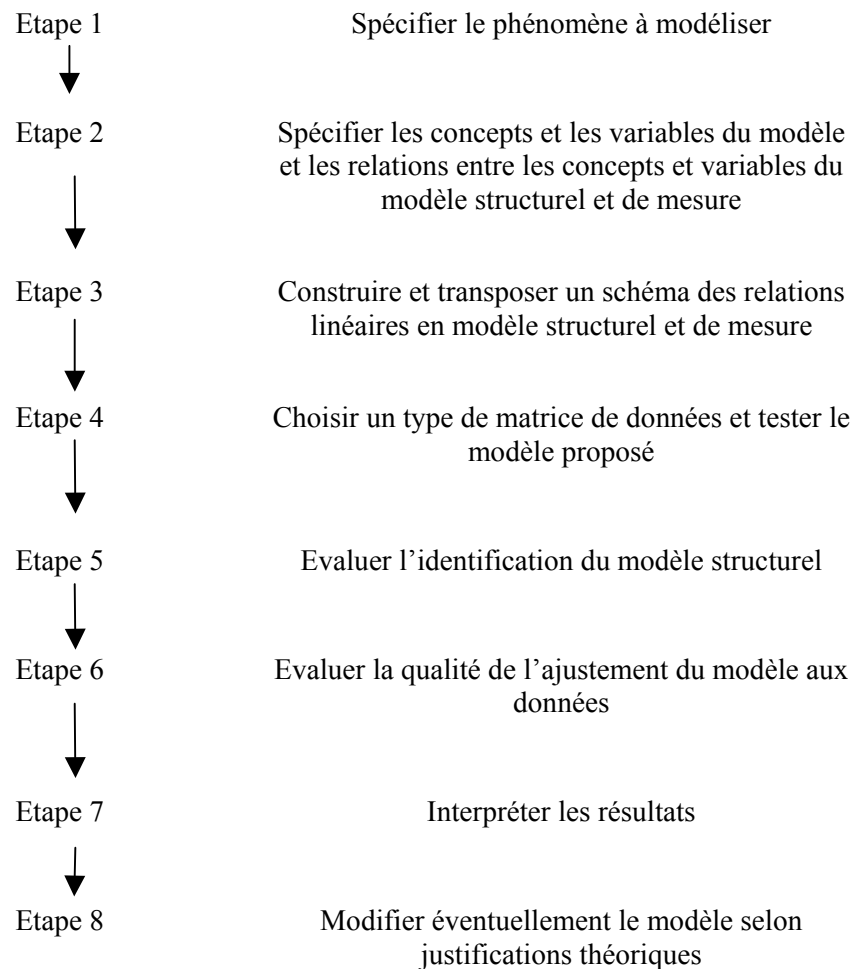 Etape 1 Spécifier le phénomène à modéliser
Etape 2 Spécifier les concepts et les variables du modèle
et les relations entre les concepts et variables du
modèle structurel et de mesure
Etape 3 Construire et transposer un schéma des relations
linéaires en modèle structurel et de mesure
Etape 4 Choisir un type de matrice de données et tester le
modèle proposé
Etape 5 Evaluer l’identification du modèle structurel
Etape 6 Evaluer la qualité de l’ajustement du modèle aux
données
Etape 7 Interpréter les résultats
Etape 8 Modifier éventuellement le modèle selon
justifications théoriques